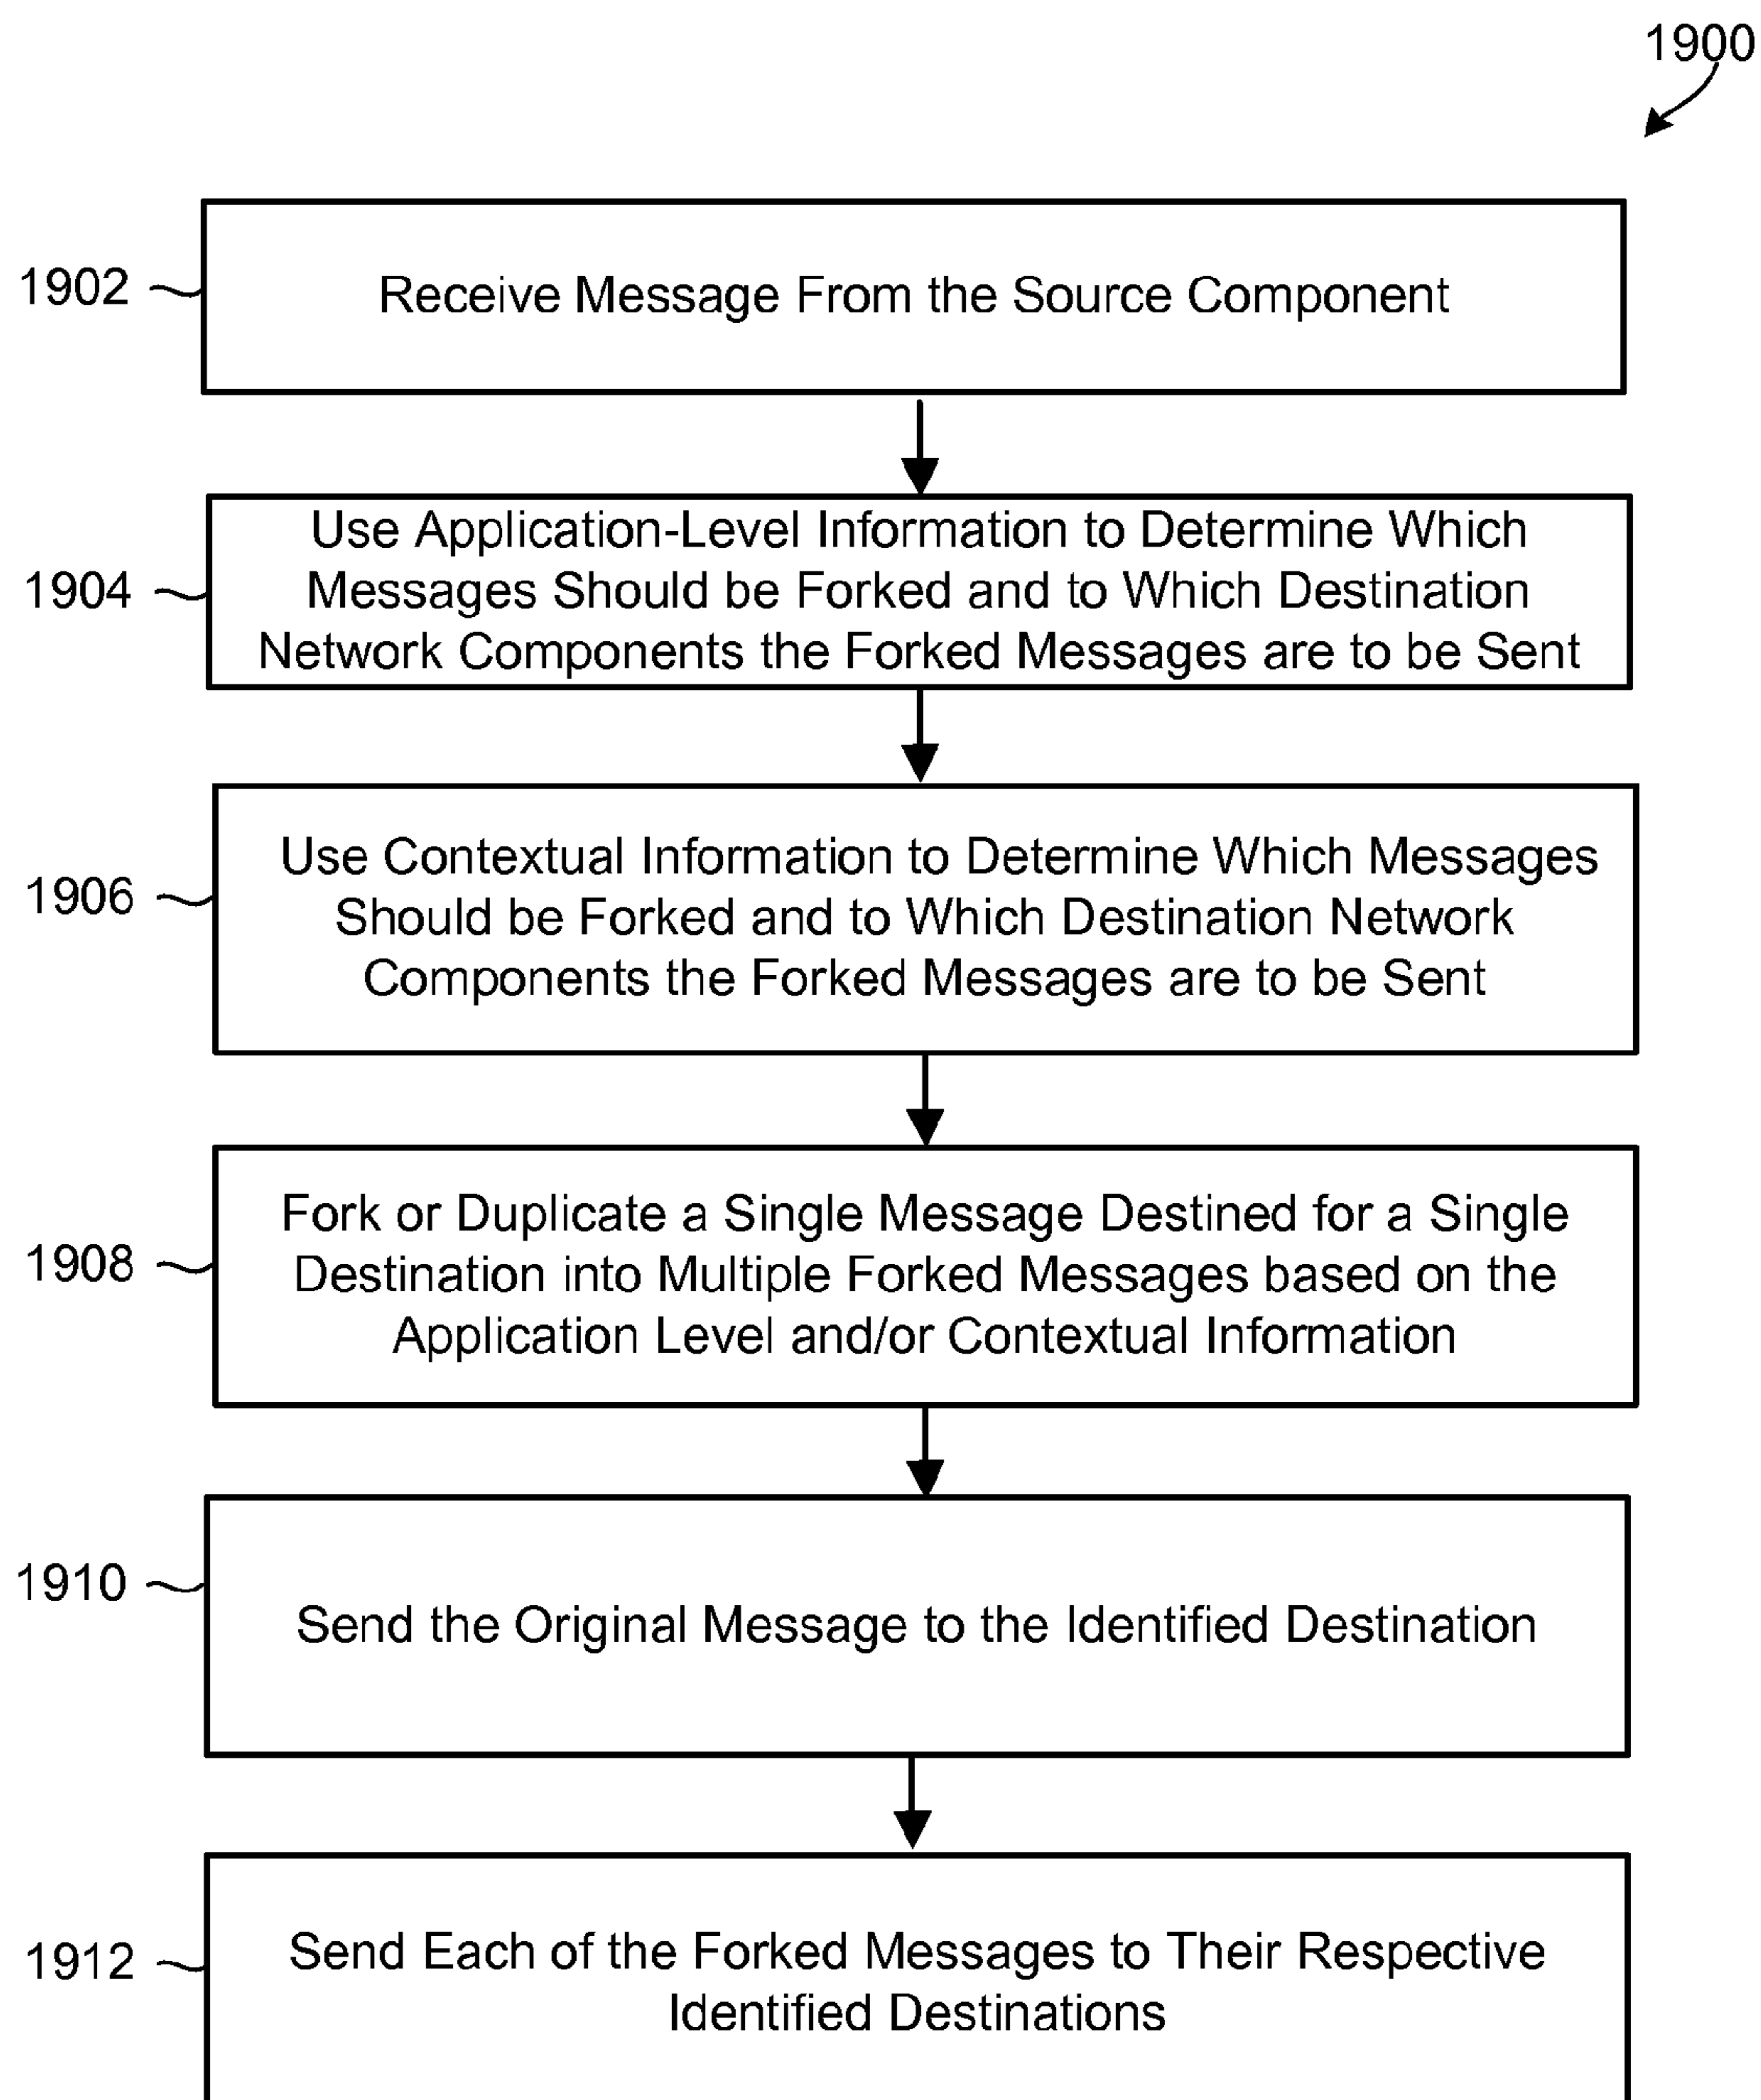 1900
1902
Receive Message From the Source Component
1904
Use Application-Level Information to Determine Which
Messages Should be Forked and to Which Destination
Network Components the Forked Messages are to be Sent
1906
Use Contextual Information to Determine Which Messages
Should be Forked and to Which Destination Network
Components the Forked Messages are to be Sent
1908
Fork or Duplicate a Single Message Destined for a Single
Destination into Multiple Forked Messages based on the
Application Level and/or Contextual Information
1910
Send the Original Message to the Identified Destination
1912
Send Each of the Forked Messages to Their Respective
Identified Destinations